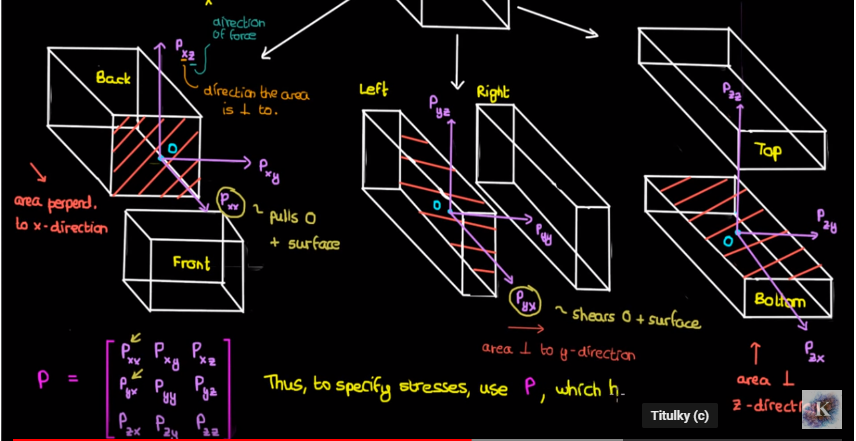 x
direction
of force
P_xz
direction the area
is ⊥ to.
Back
O
P_xy
P_xx ~ pulls O
+ surface
area perpend.
to x-direction
Front
Left
Right
P_yz
O
P_yy
P_yx ~ shears O + surface
area ⊥ to y-direction
P_zz
Top
O
P_zy
Bottom
P_zx
area ⊥
z-directi
P =
P_xx P_xy P_xz
P_yx P_yy P_yz
P_zx P_zy P_zz
Thus, to specify stresses, use P, which h
Titulky (c)
K